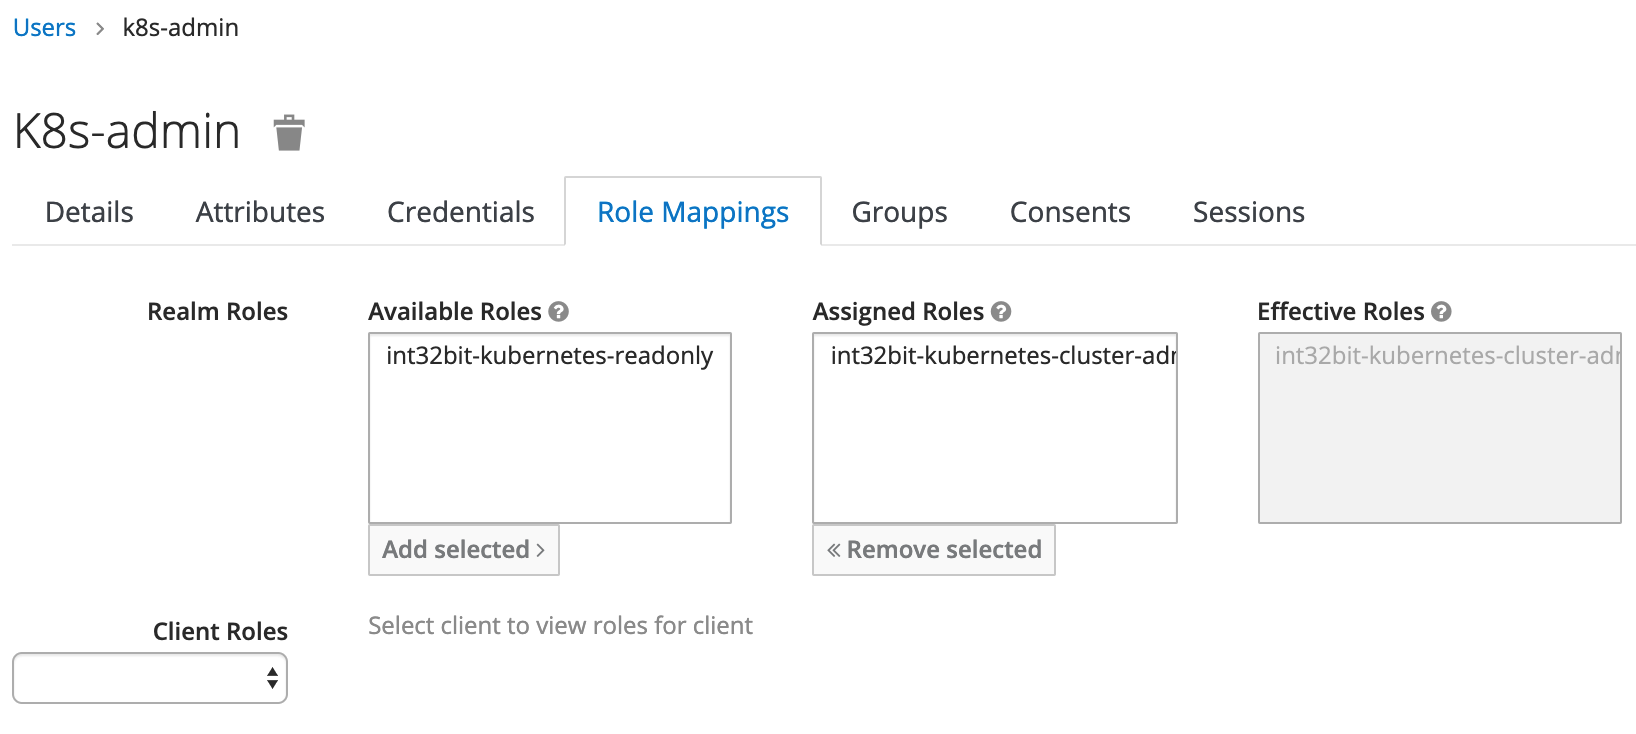 Users > k8s-admin
K8s-admin
Details Attributes Credentials Role Mappings Groups Consents Sessions
Realm Roles Available Roles ? Assigned Roles ? Effective Roles ?
int32bit-kubernetes-readonly int32bit-kubernetes-cluster-adm int32bit-kubernetes-cluster-adm
Add selected > « Remove selected
Client Roles Select client to view roles for client